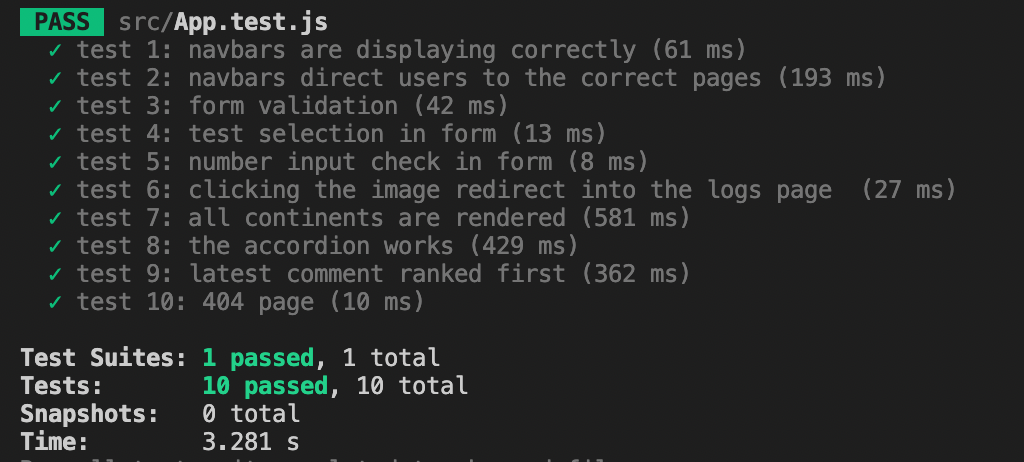 PASS src/App.test.js
✓ test 1: navbars are displaying correctly (61 ms)
✓ test 2: navbars direct users to the correct pages (193 ms)
✓ test 3: form validation (42 ms)
✓ test 4: test selection in form (13 ms)
✓ test 5: number input check in form (8 ms)
✓ test 6: clicking the image redirect into the logs page  (27 ms)
✓ test 7: all continents are rendered (581 ms)
✓ test 8: the accordion works (429 ms)
✓ test 9: latest comment ranked first (362 ms)
✓ test 10: 404 page (10 ms)
Test Suites: 1 passed, 1 total
Tests: 10 passed, 10 total
Snapshots: 0 total
Time: 3.281 s